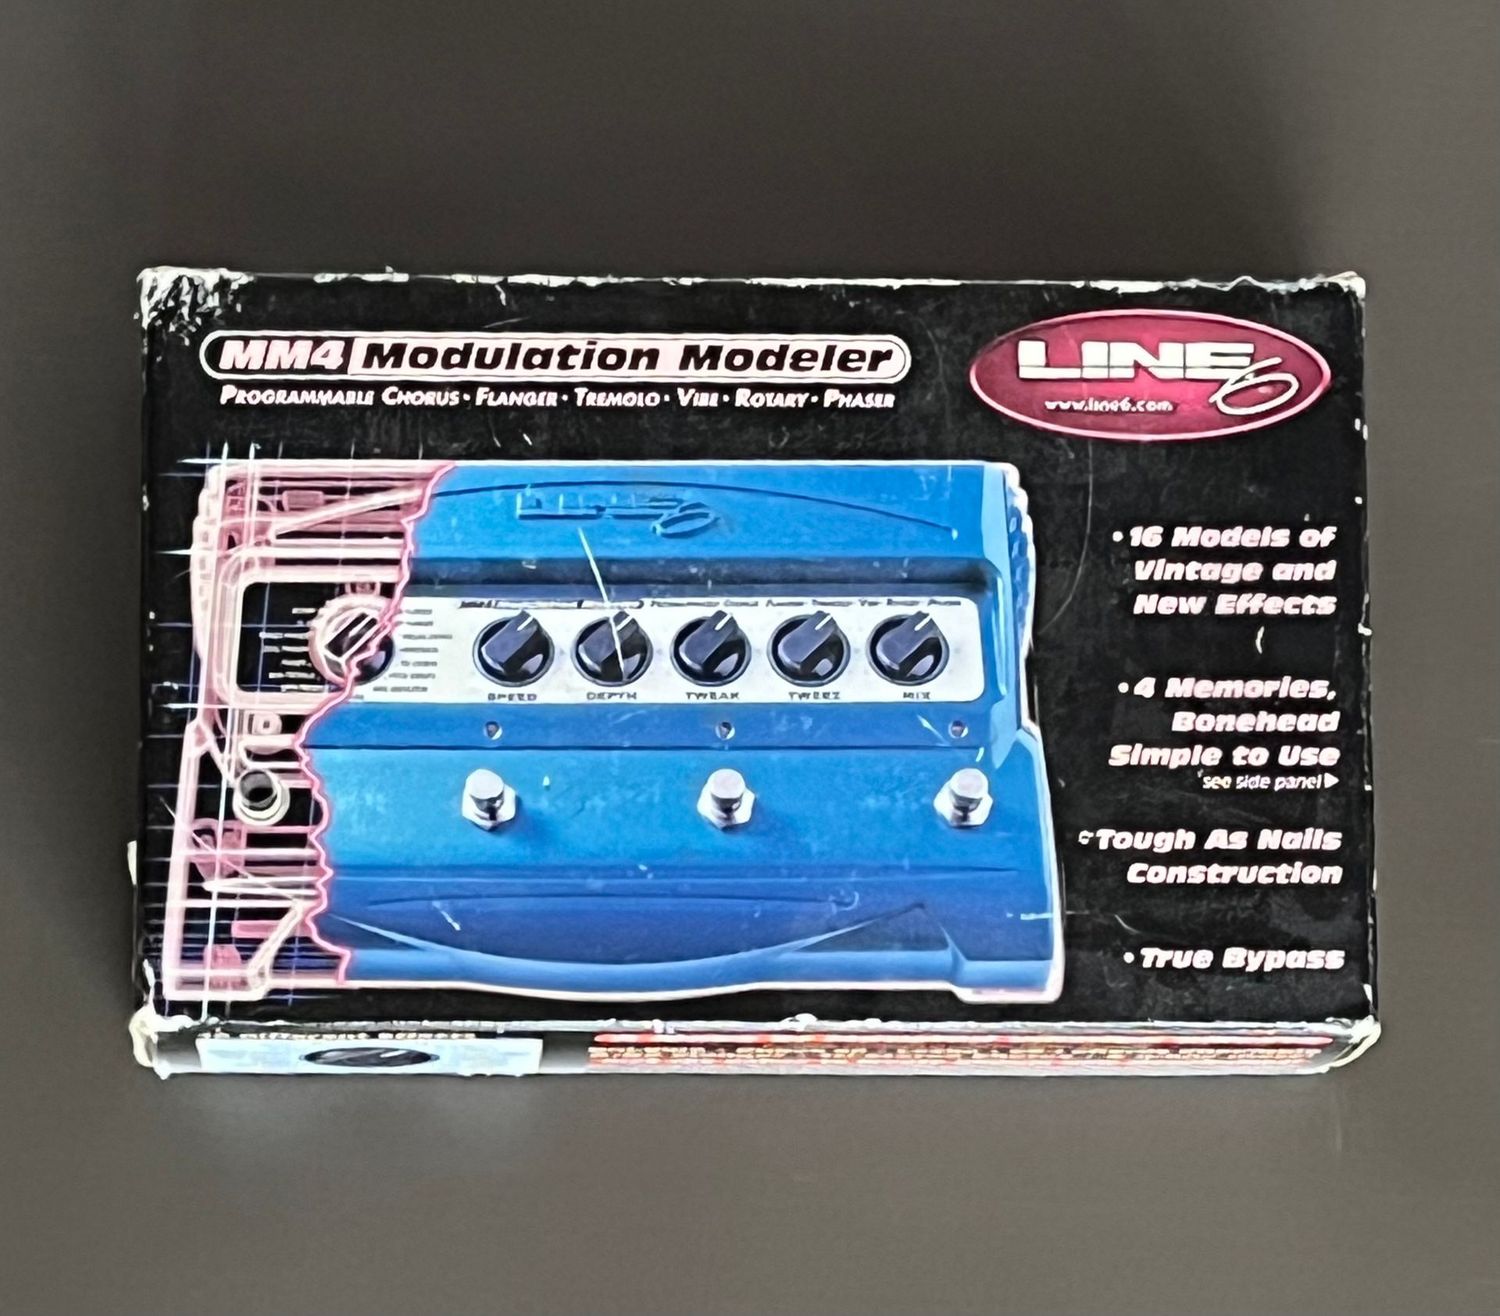 MM4 Modulation Modeler
LINE 6
Programmable Chorus · Flanger · Tremolo · Vibe · Rotary · Phaser
www.line6.com
LINE 6
• 16 Models of
Vintage and
New Effects
SPEED DEPTH TWEAK TWEEZ MIX
• 4 Memories,
Bonehead
Simple to Use
see side panel ▶
• Tough As Nails
Construction
• True Bypass